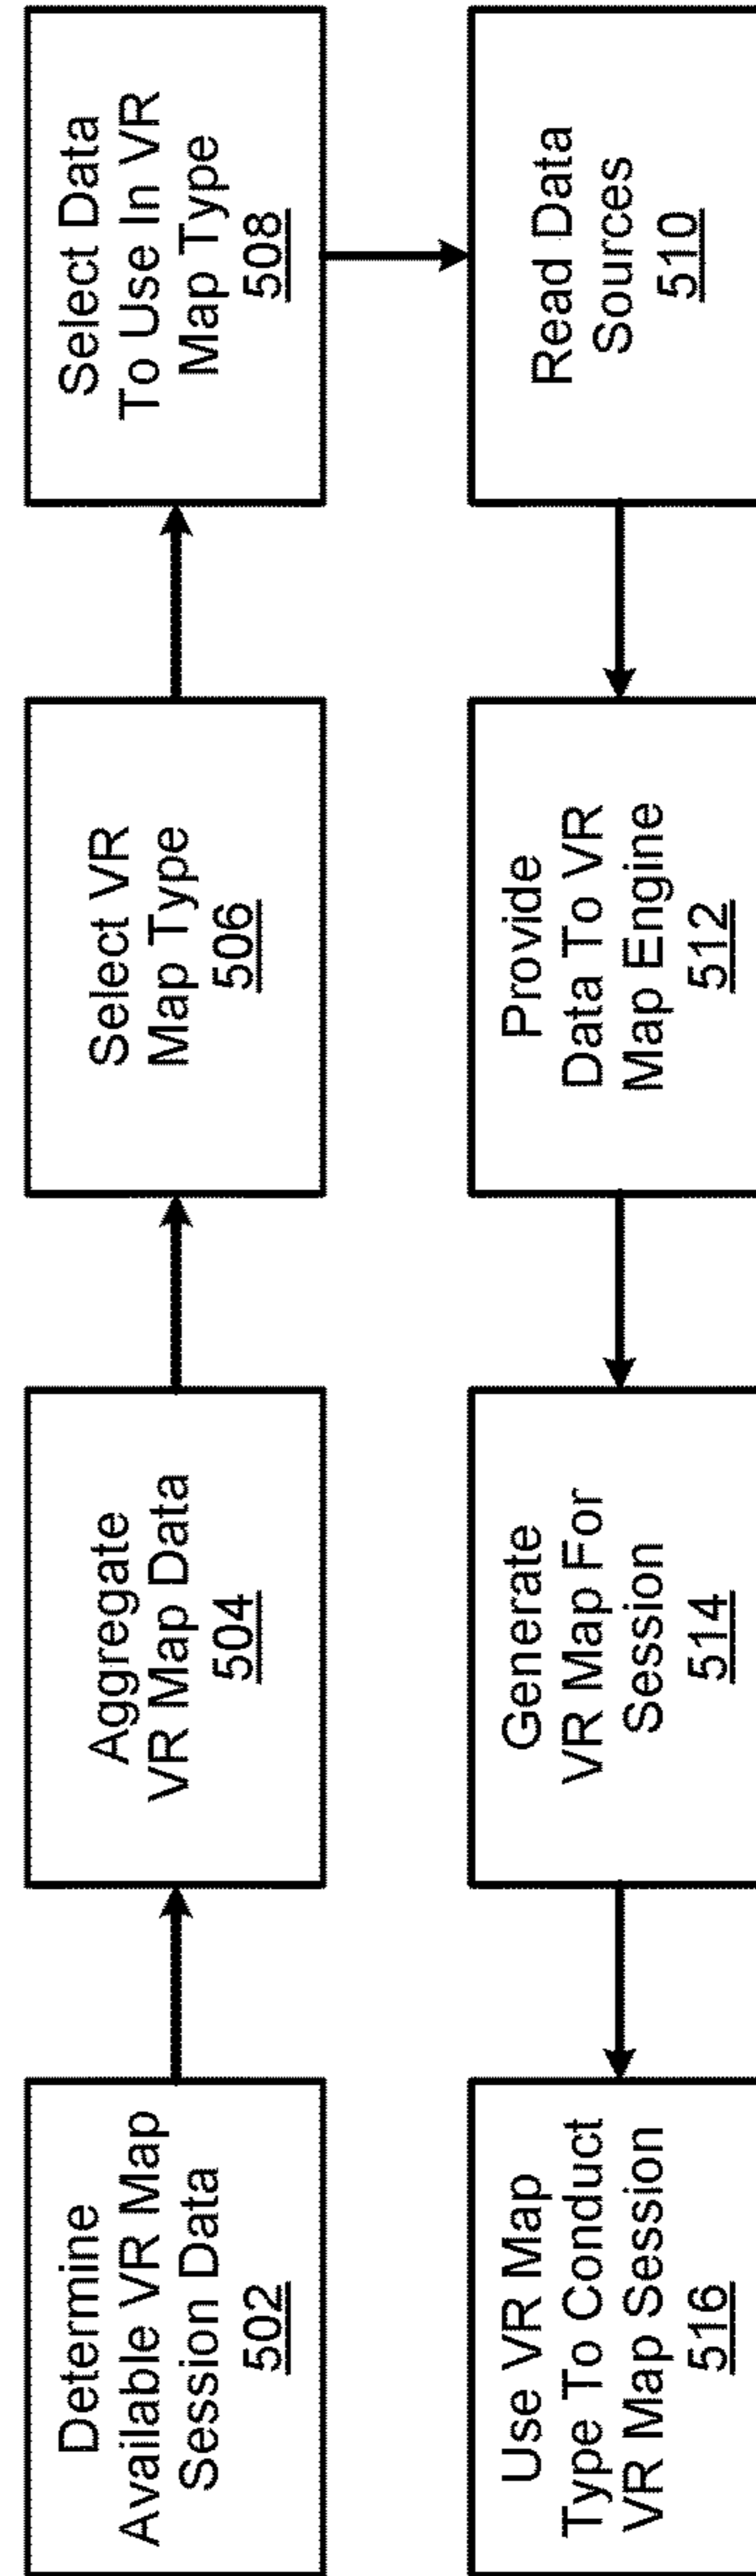 Determine
Available VR Map
Session Data
502
Aggregate
VR Map Data
504
Select VR
Map Type
506
Select Data
To Use In VR
Map Type
508
Read Data
Sources
510
Provide
Data To VR
Map Engine
512
Generate
VR Map For
Session
514
Use VR Map
Type To Conduct
VR Map Session
516